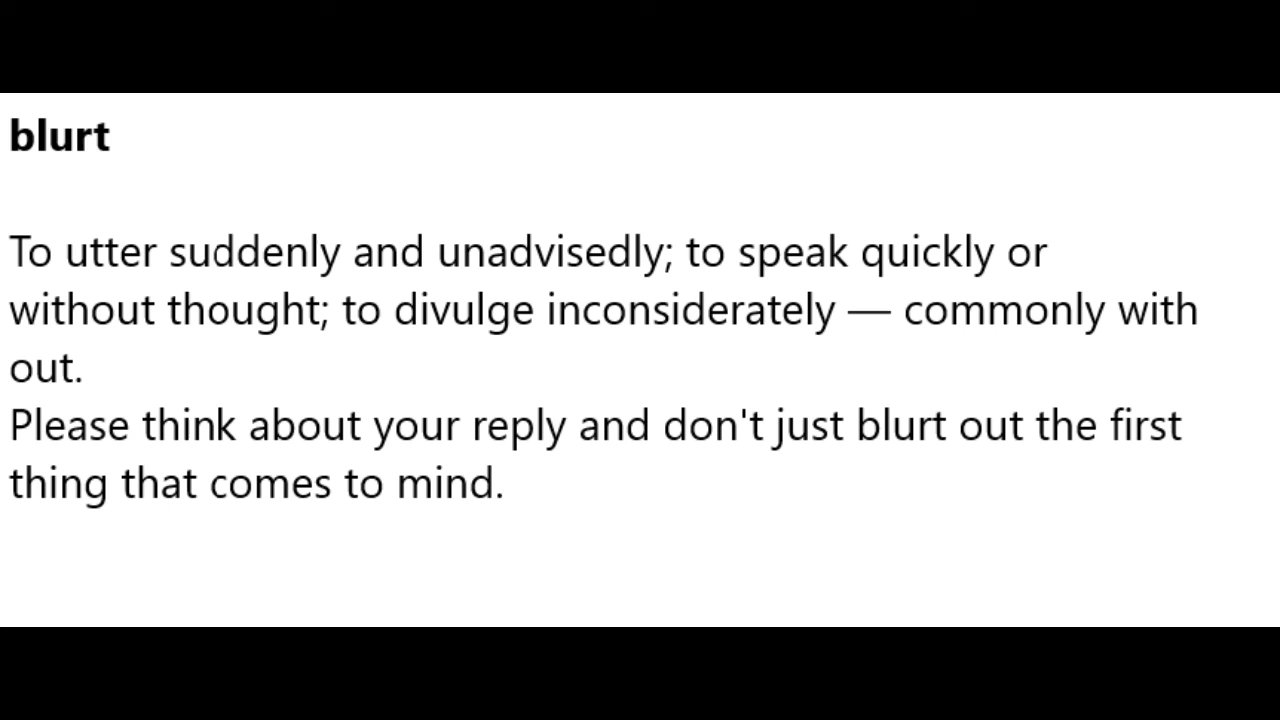 blurt
To utter suddenly and unadvisedly; to speak quickly or
without thought; to divulge inconsiderately — commonly with
out.
Please think about your reply and don't just blurt out the first
thing that comes to mind.